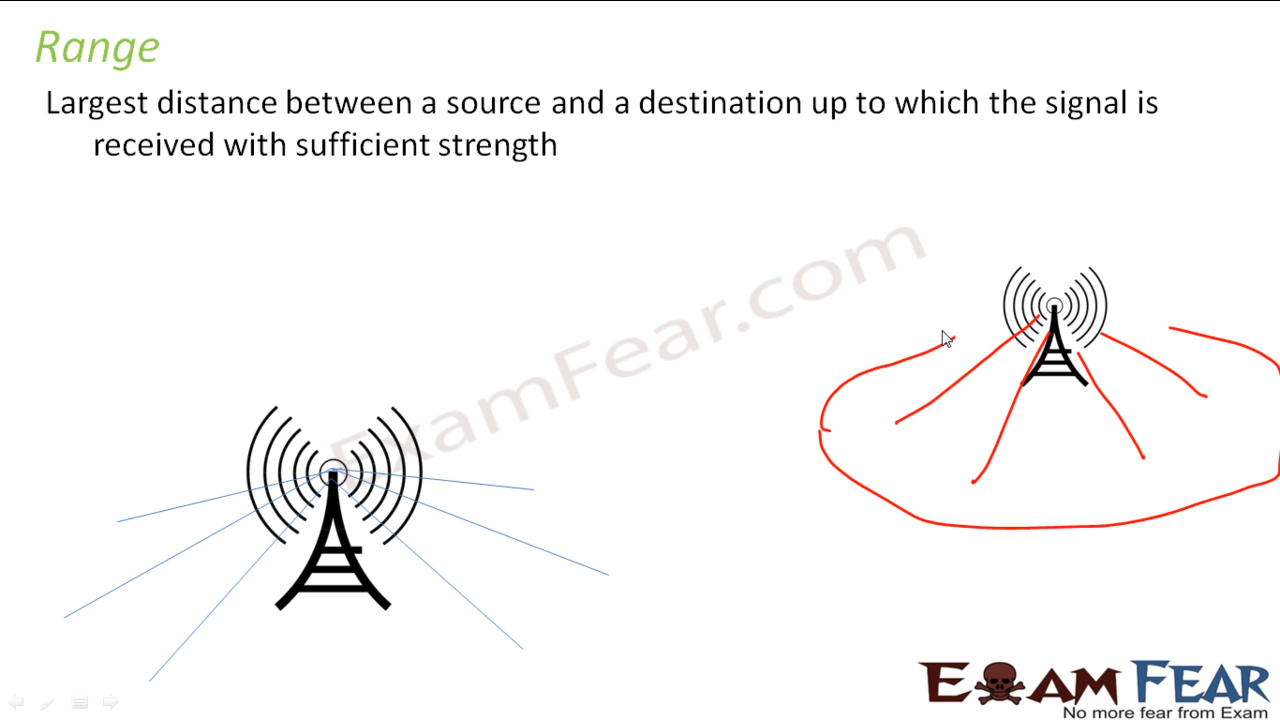 Range
Largest distance between a source and a destination up to which the signal is
received with sufficient strength
ExamFear.com
EXAM FEAR
No more fear from Exam